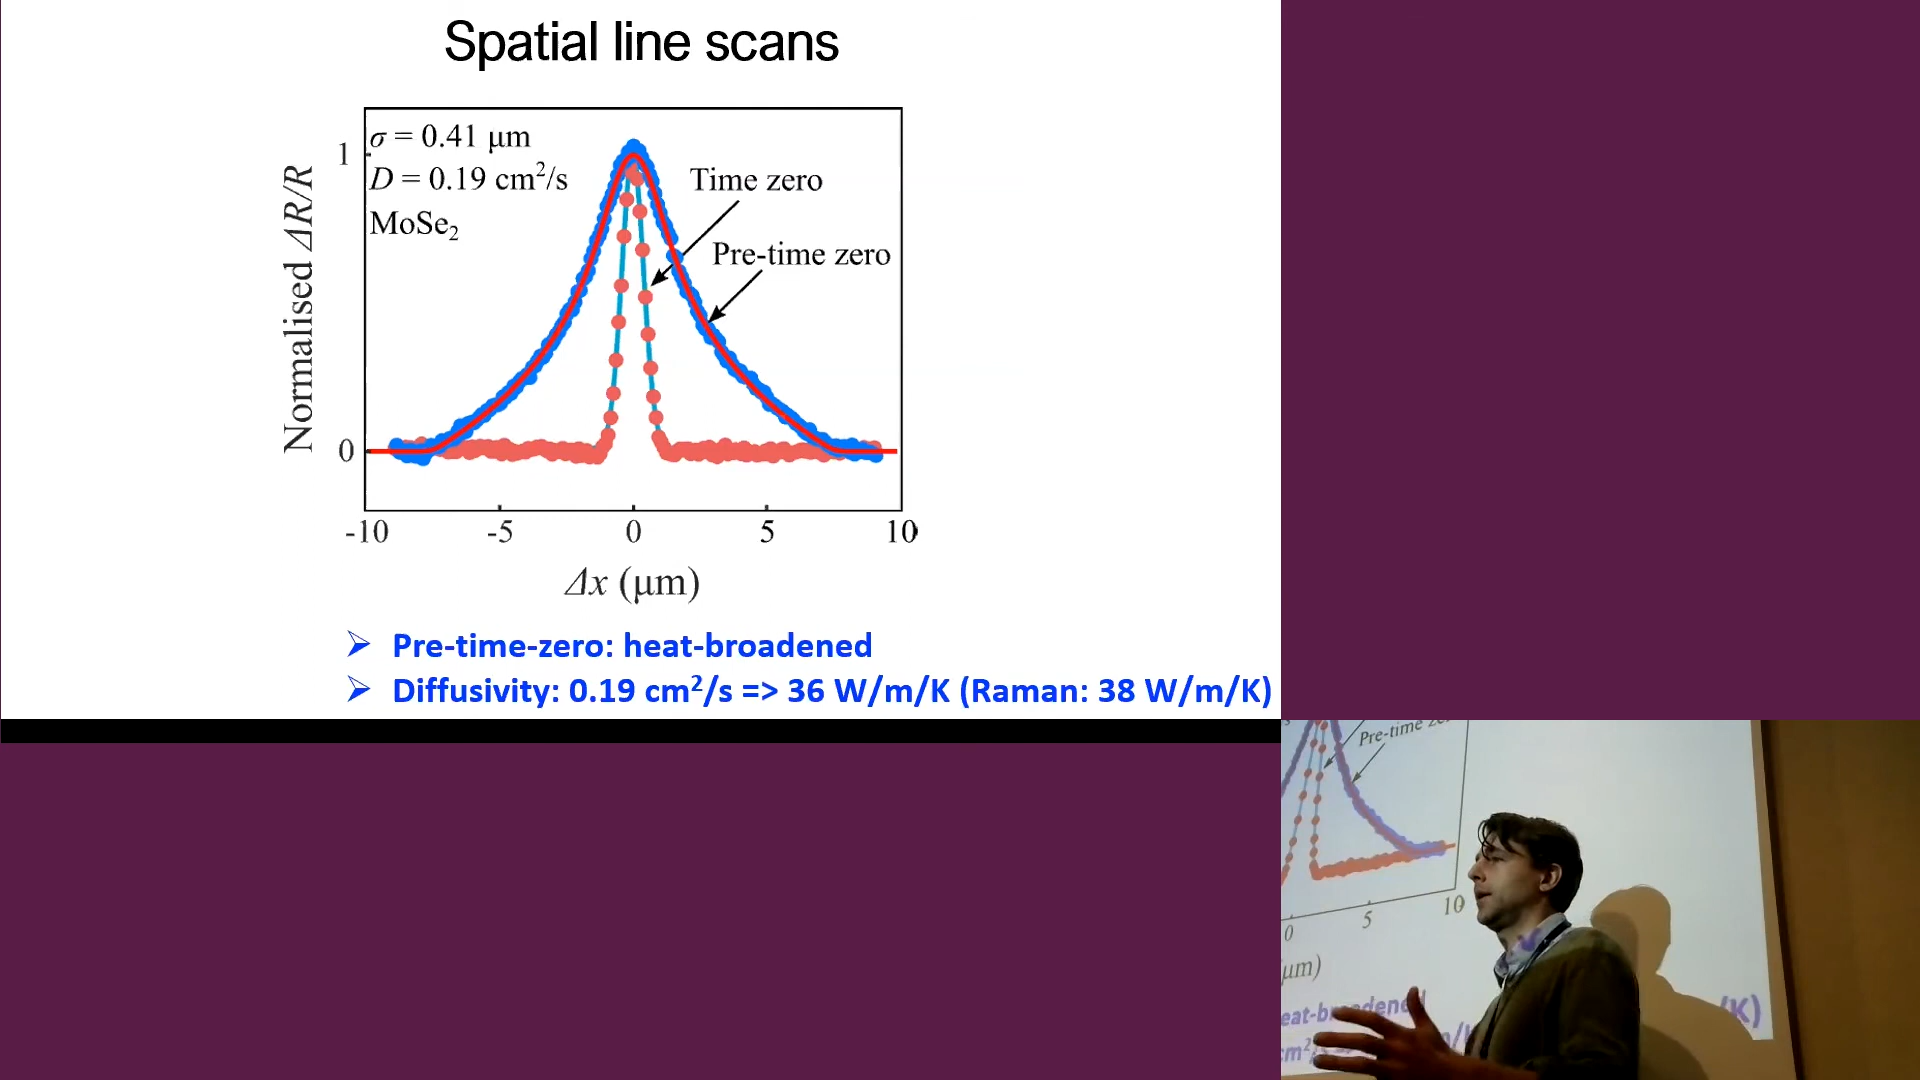 Spatial line scans
σ = 0.41 μm
D = 0.19 cm²/s
MoSe₂
Time zero
Pre-time zero
Normalised ΔR/R
1
0
-10 -5 0 5 10
Δx (μm)
➢ Pre-time-zero: heat-broadened
➢ Diffusivity: 0.19 cm²/s => 36 W/m/K (Raman: 38 W/m/K)
Pre-time
0 5 10
μm)
eat-broadened
cm²
K)